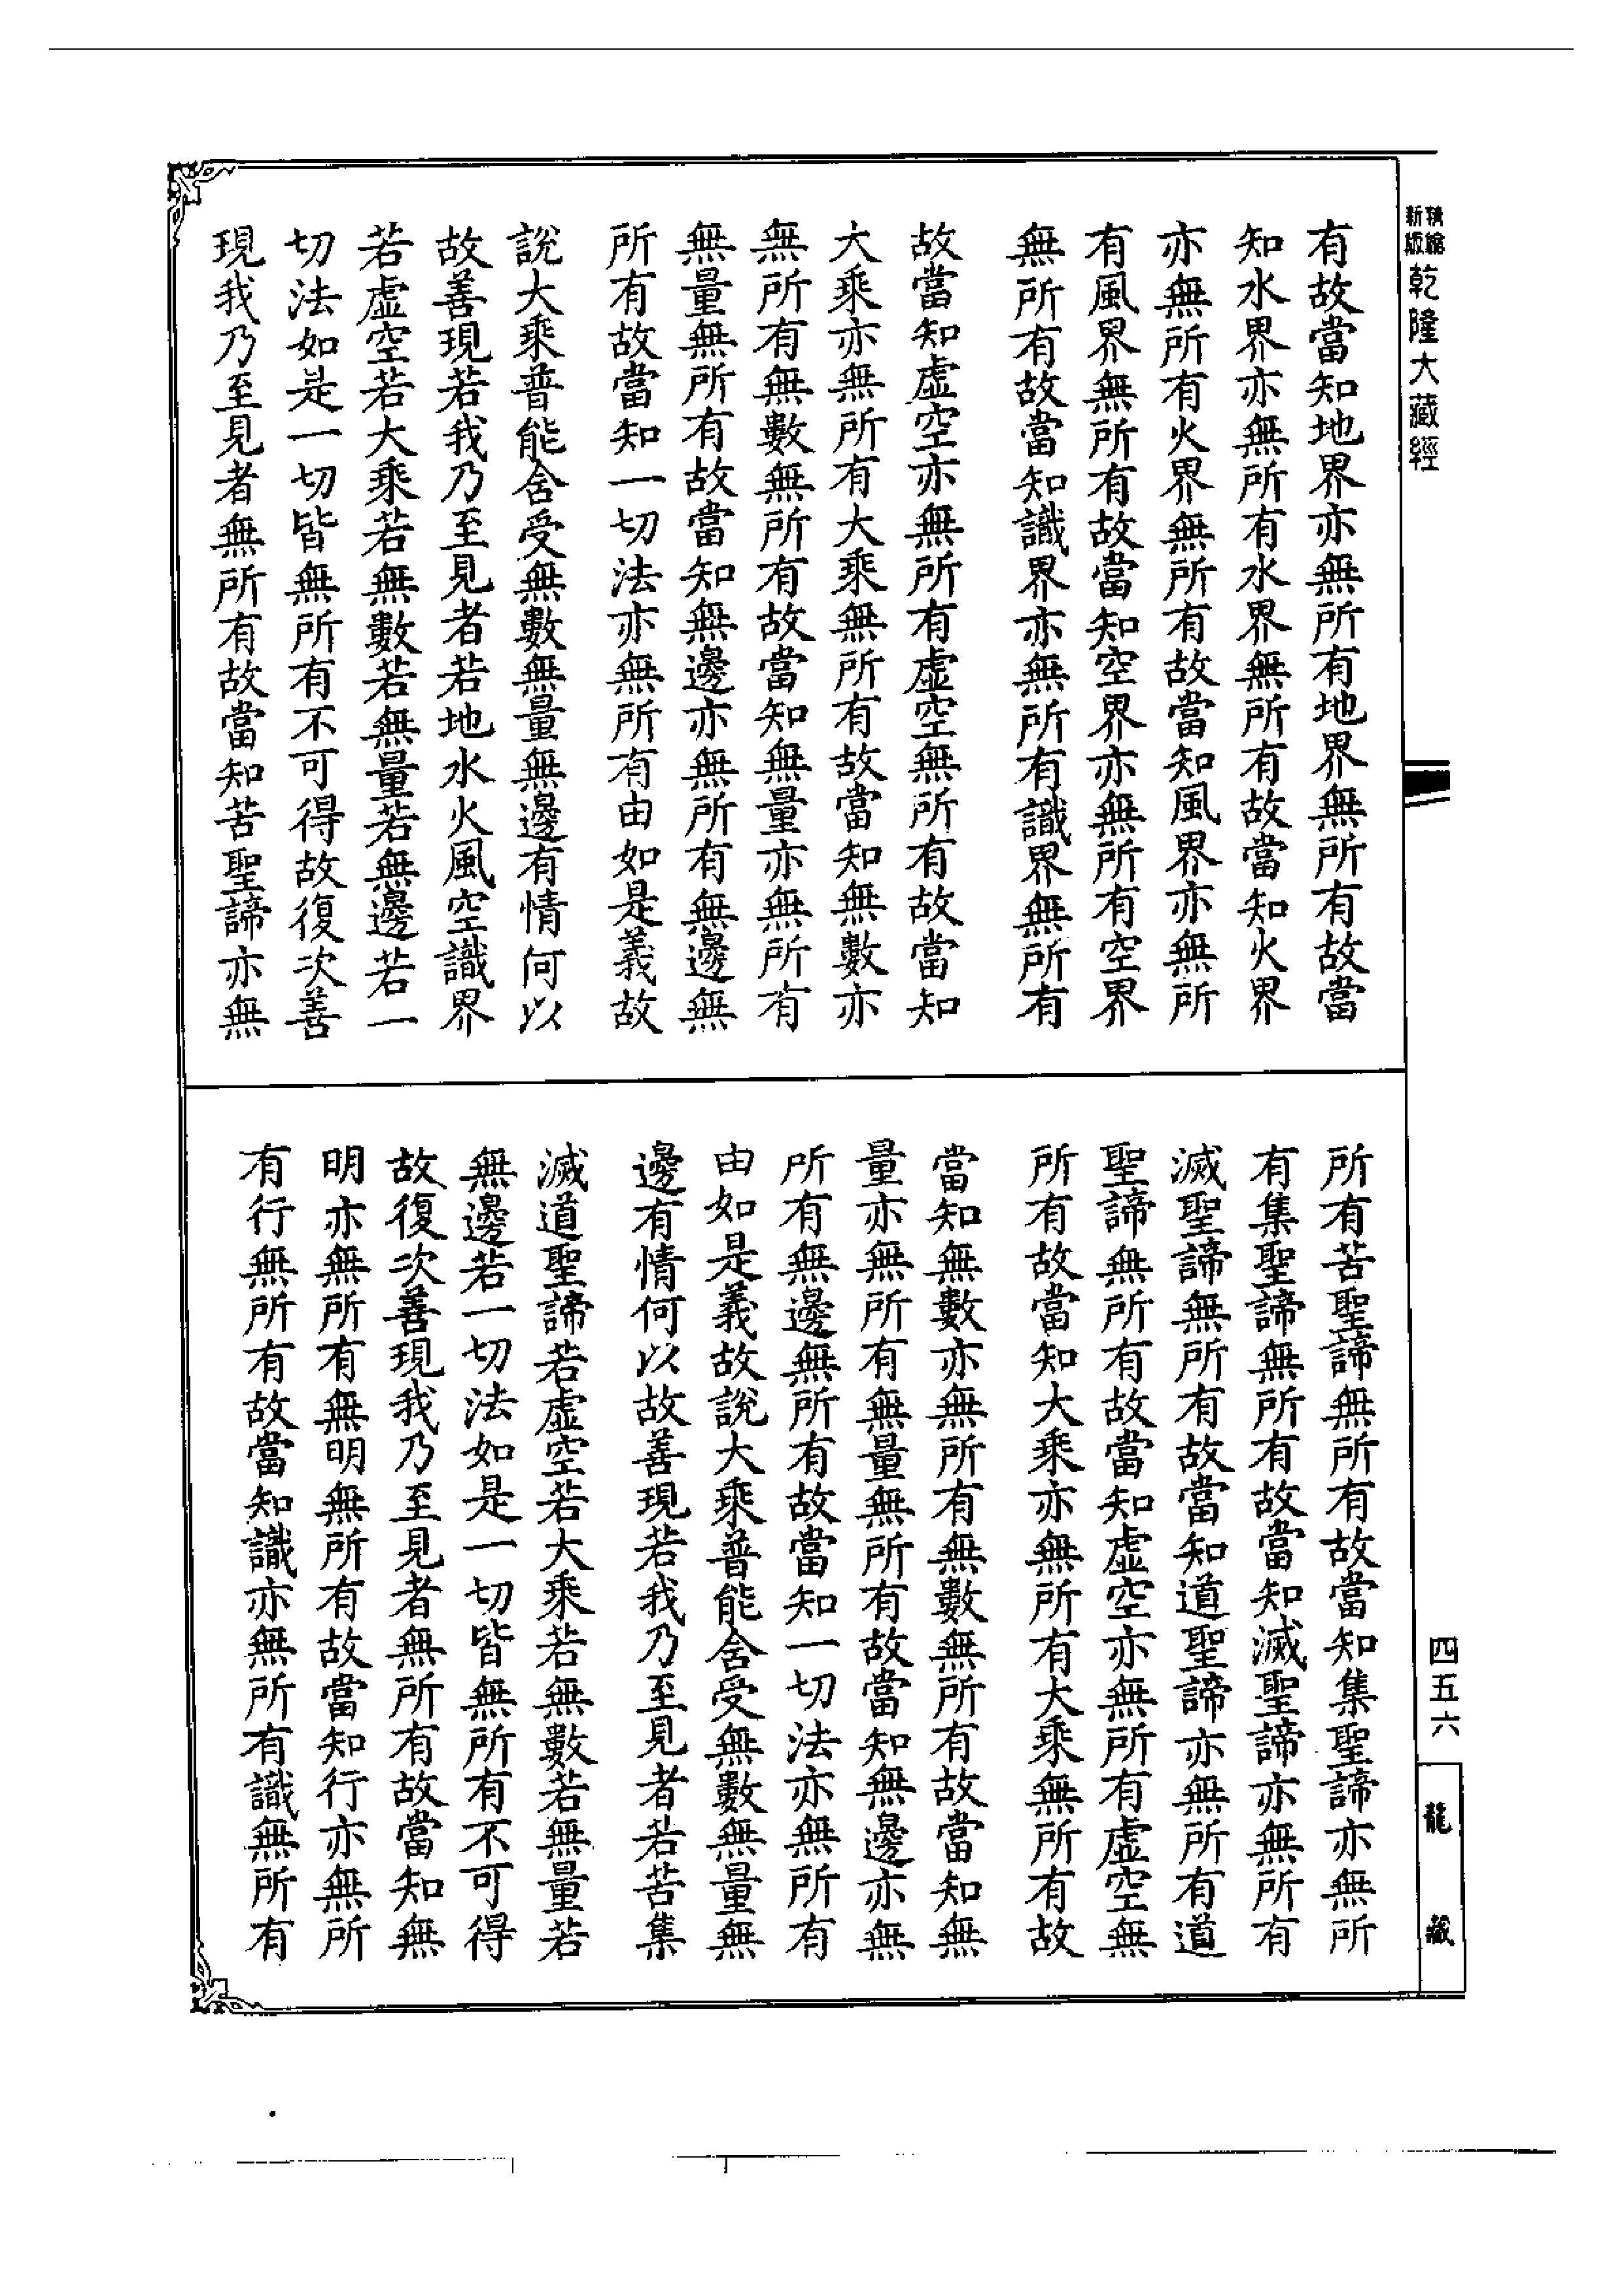 精繪新版乾隆大藏經
有故當知地界亦無所有地界無所有故當
知水界亦無所有水界無所有故當知火界
亦無所有火界無所有故當知風界亦無所
有風界無所有故當知空界亦無所有空界
無所有故當知識界亦無所有識界無所有
故當知虛空亦無所有虛空無所有故當知
大乘亦無所有大乘無所有故當知無數亦
無所有無數無所有故當知無量亦無所有
無量無所有故當知無邊亦無所有無邊無
所有故當知一切法亦無所有由如是義故
說大乘普能含受無數無量無邊有情何以
故善現若我乃至見者若地水火風空識界
若虛空若大乘若無數若無量若無邊若一
切法如是一切皆無所有不可得故復次善
現我乃至見者無所有故當知苦聖諦亦無
所有苦聖諦無所有故當知集聖諦亦無所
有集聖諦無所有故當知滅聖諦亦無所有
滅聖諦無所有故當知道聖諦亦無所有道
聖諦無所有故當知虛空亦無所有虛空無
所有故當知大乘亦無所有大乘無所有故
當知無數亦無所有無數無所有故當知無
量亦無所有無量無所有故當知無邊亦無
所有無邊無所有故當知一切法亦無所有
由如是義故說大乘普能含受無數無量無
邊有情何以故善現若我乃至見者若苦集
滅道聖諦若虛空若大乘若無數若無量若
無邊若一切法如是一切皆無所有不可得
故復次善現我乃至見者無所有故當知無
明亦無所有無明無所有故當知行亦無所
有行無所有故當知識亦無所有識無所有
四五六
龍藏